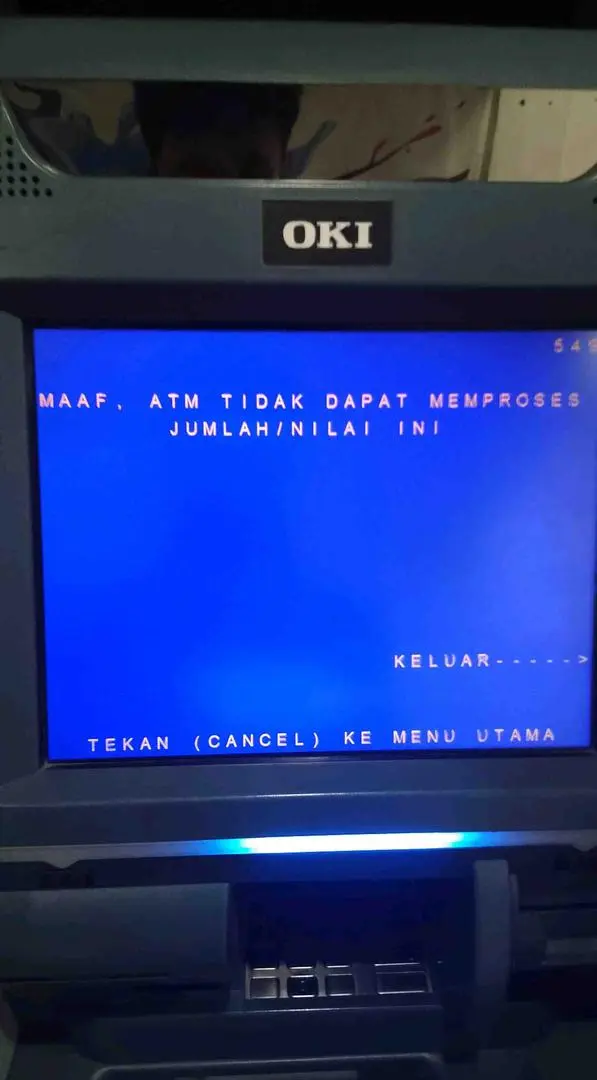 OKI
549
MAAF, ATM TIDAK DAPAT MEMPROSES
JUMLAH/NILAI INI
KELUAR----->
TEKAN (CANCEL) KE MENU UTAMA